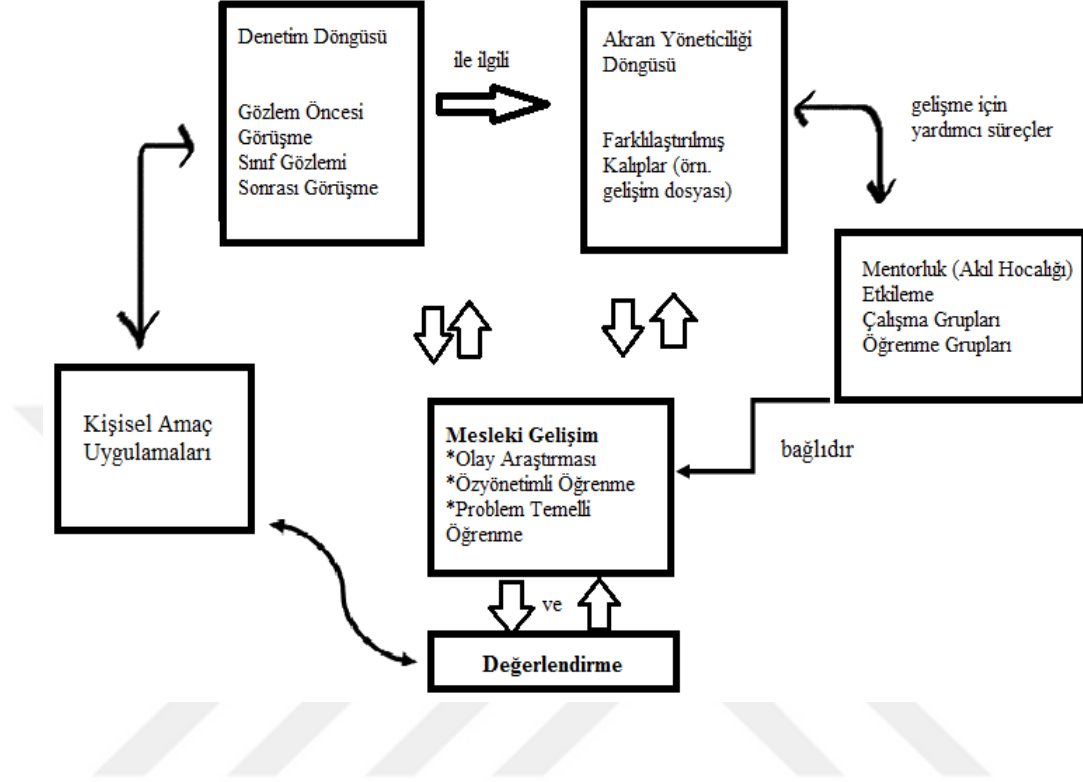 Denetim Döngüsü
Gözlem Öncesi
Görüşme
Sınıf Gözlemi
Sonrası Görüşme
ile ilgili
Akran Yöneticiliği
Döngüsü
Farklılaştırılmış
Kalıplar (örn.
gelişim dosyası)
gelişme için
yardımcı süreçler
Mentorluk (Akıl Hocalığı)
Etkileme
Çalışma Grupları
Öğrenme Grupları
Kişisel Amaç
Uygulamaları
Mesleki Gelişim
*Olay Araştırması
*Özyönetimli Öğrenme
*Problem Temelli
Öğrenme
bağlıdır
ve
Değerlendirme